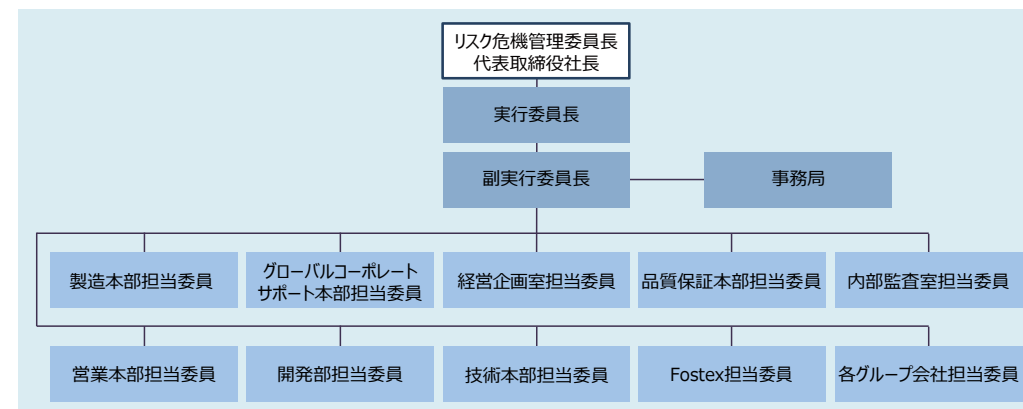 リスク危機管理委員長
代表取締役社長
実行委員長
副実行委員長
事務局
製造本部担当委員
グローバルコーポレート
サポート本部担当委員
経営企画室担当委員
品質保証本部担当委員
内部監査室担当委員
営業本部担当委員
開発部担当委員
技術本部担当委員
Fostex担当委員
各グループ会社担当委員